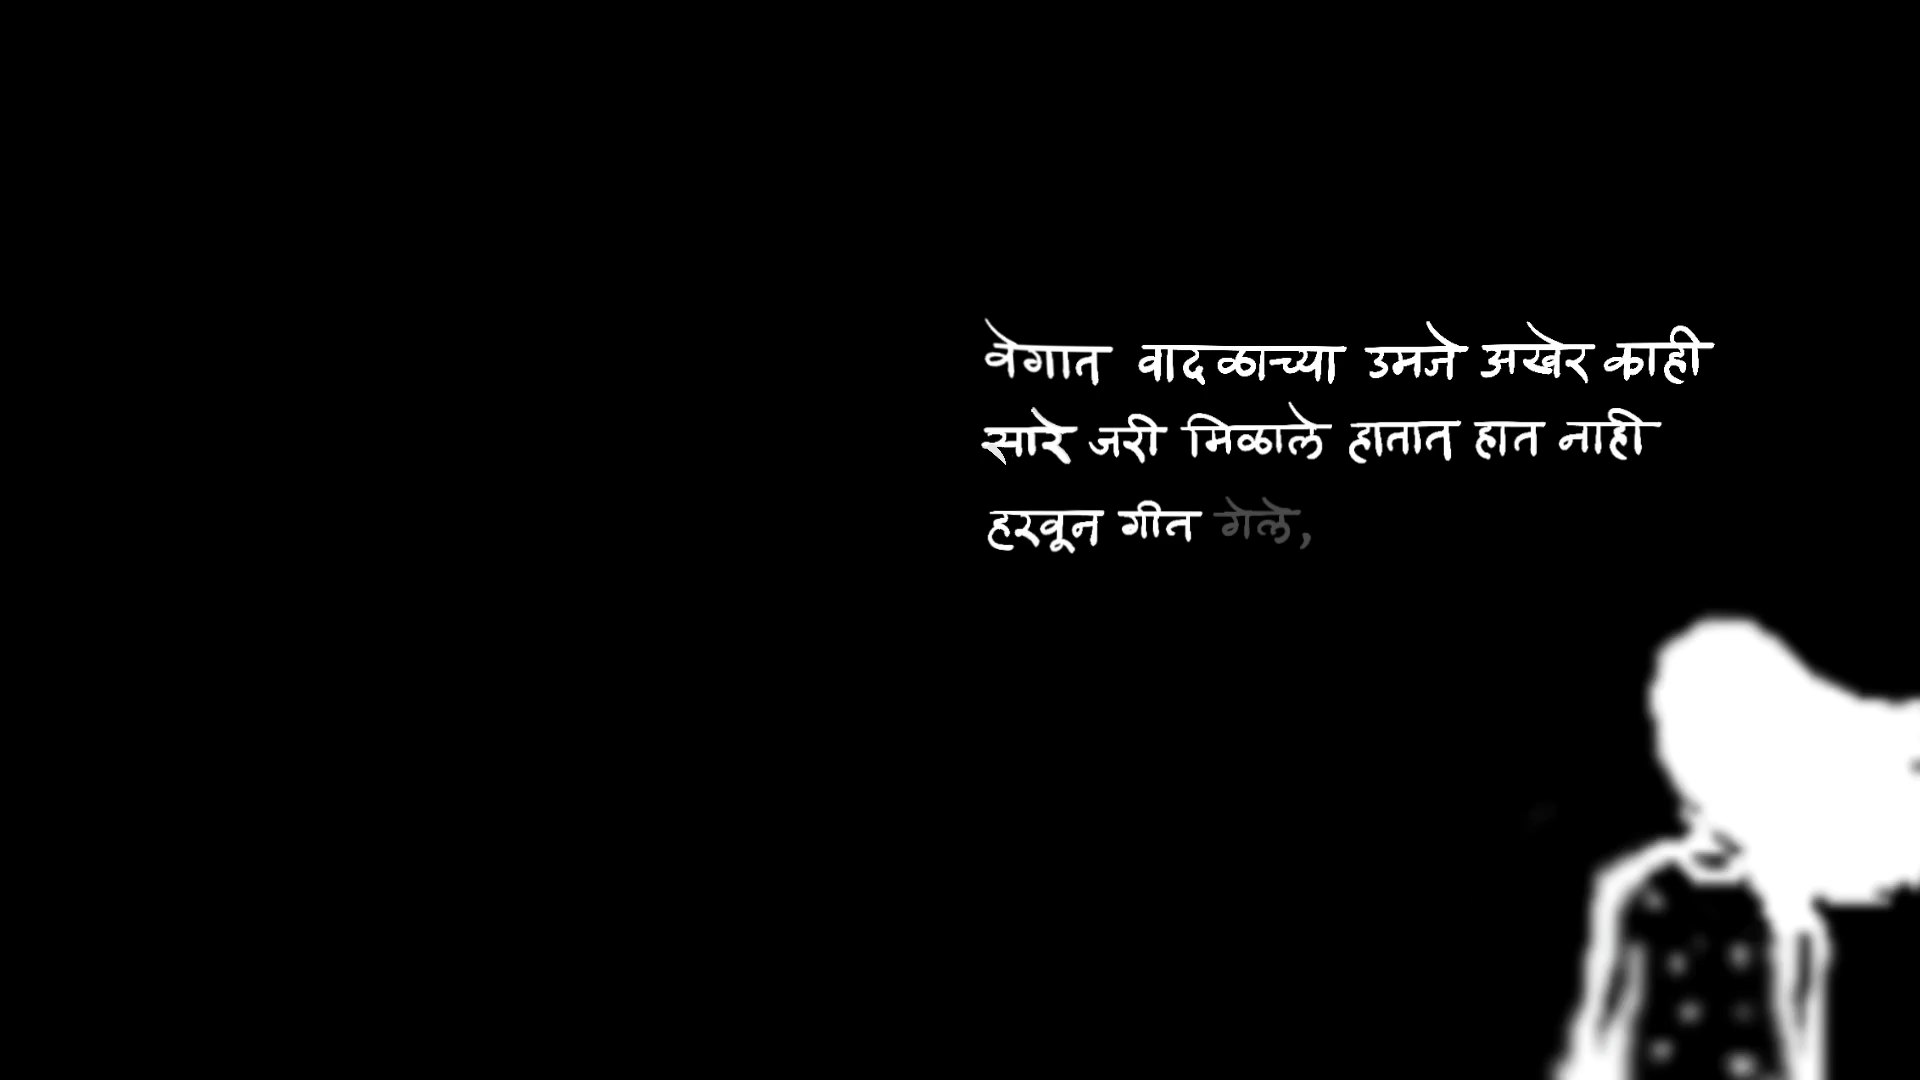 वेगात वादळाच्या उमजे अखेर काही
सारे जरी मिळाले हातात हात नाही
हरवून गीत गेले,